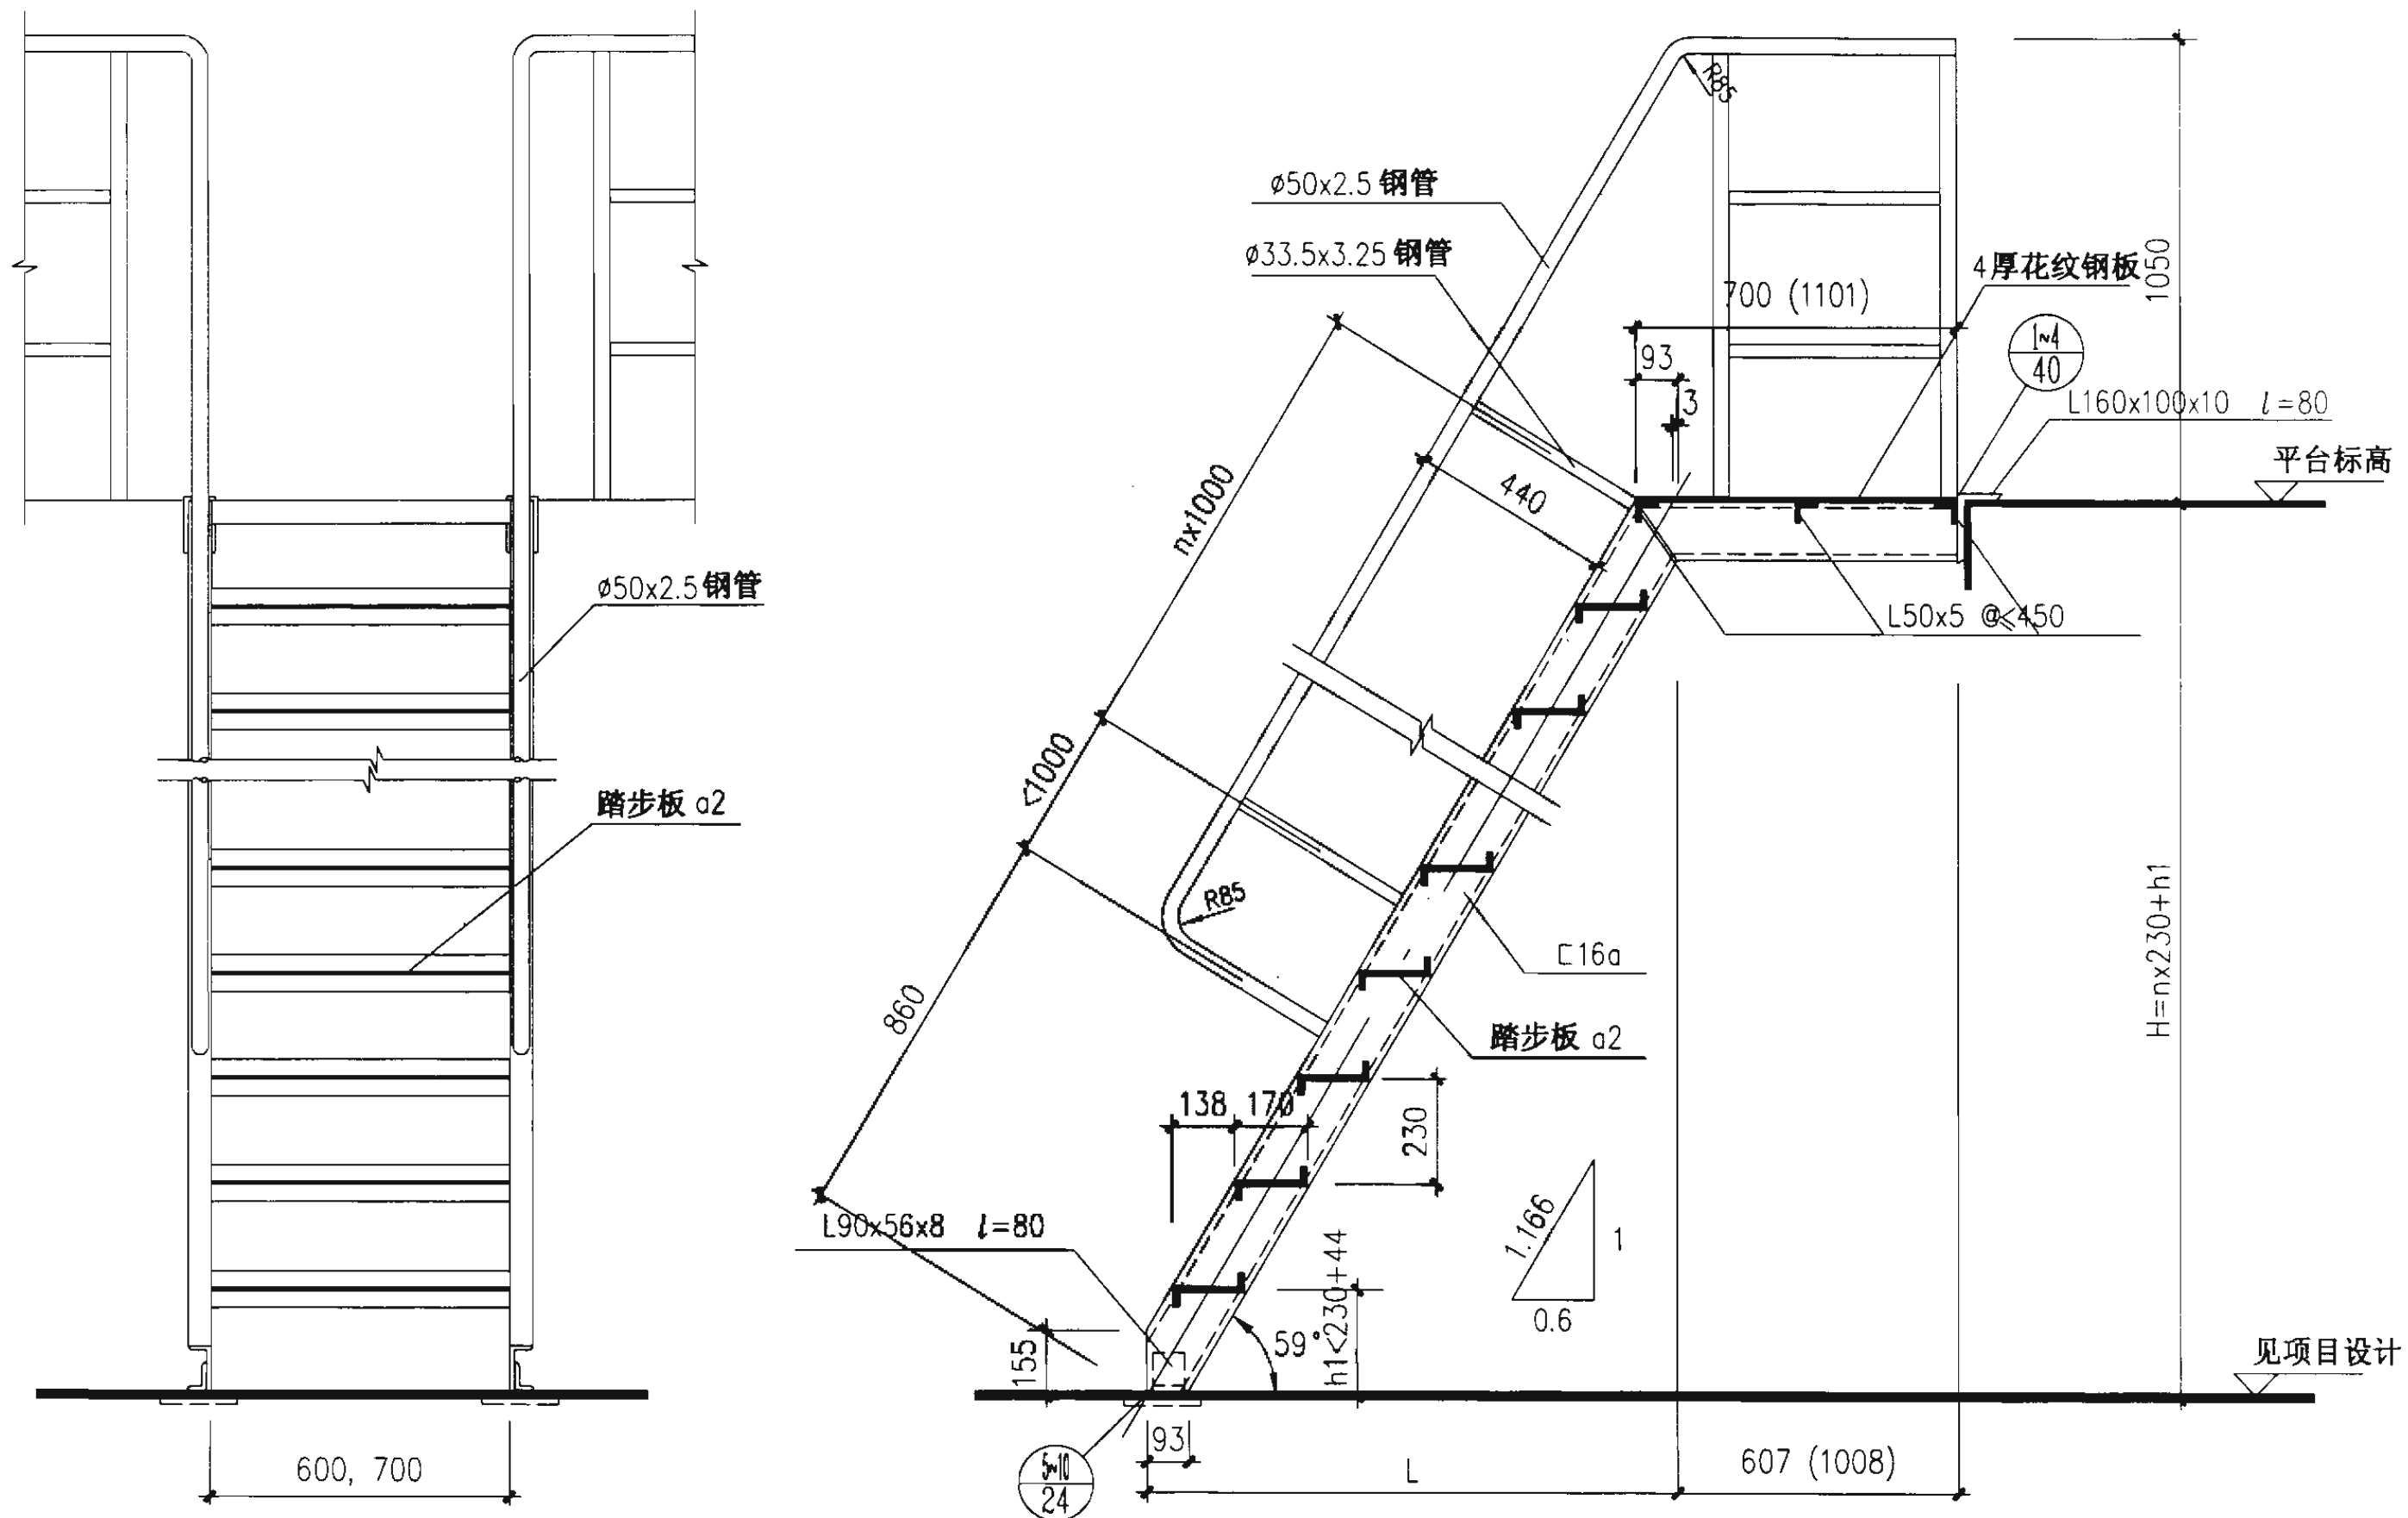 R85
ø50x2.5 钢管
ø33.5x3.25 钢管
4厚花纹钢板
700 (1101)
1050
93
3
1~4
40
L160x100x10 l=80
平台标高
440
nx1000
ø50x2.5 钢管
L50x5 @≤450
<1000
踏步板 a2
R85
⊏16a
H=nx230+h1
860
踏步板 a2
138
170
230
L90x56x8 l=80
1.166
1
0.6
h1<230+44
59°
155
见项目设计
93
600, 700
5~10
24
L
607 (1008)